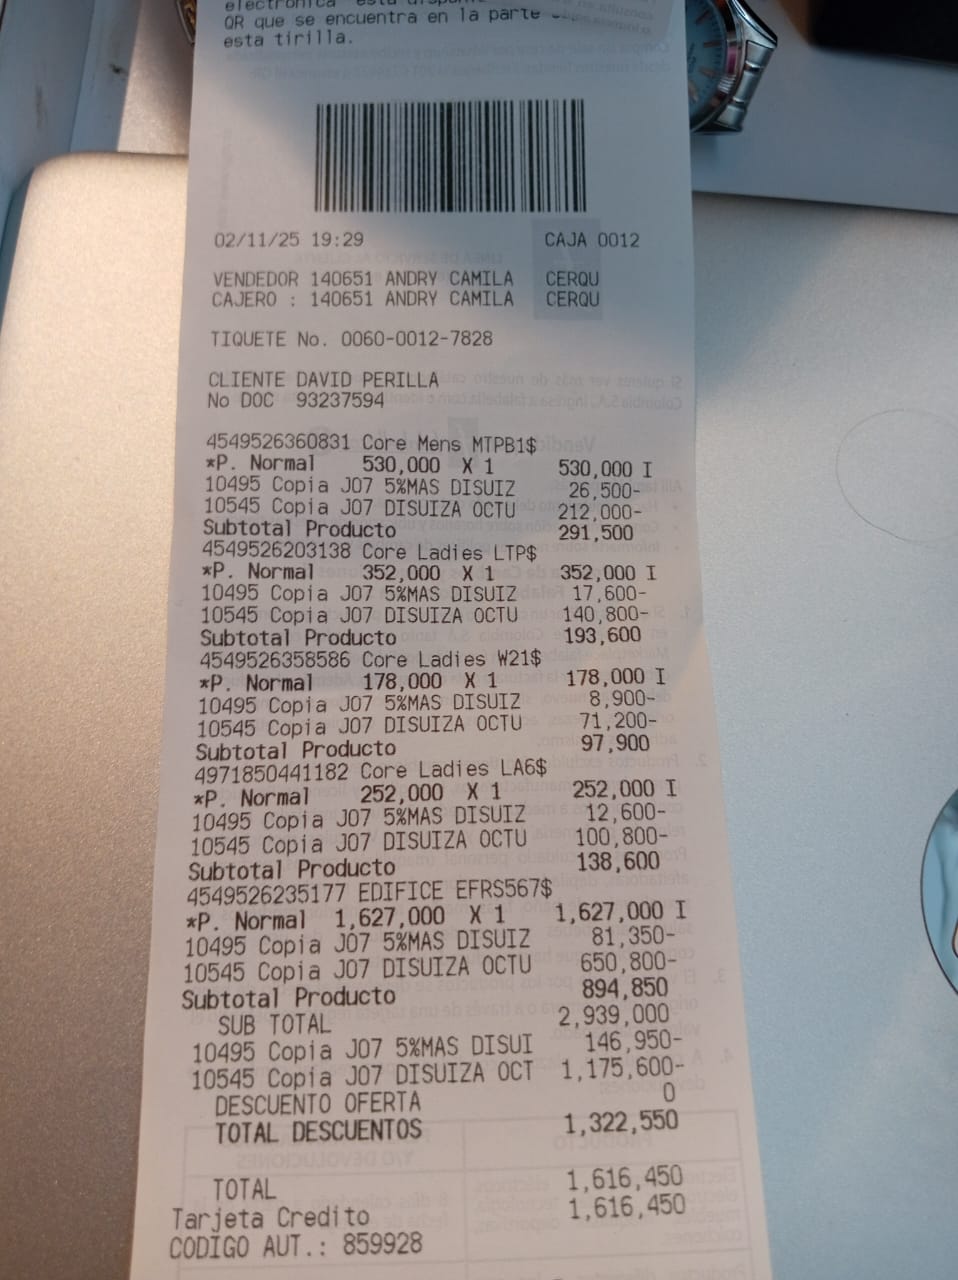 electrónica está
QR que se encuentra en la parte
esta tirilla.
02/11/25 19:29 CAJA 0012
VENDEDOR 140651 ANDRY CAMILA CERQU
CAJERO : 140651 ANDRY CAMILA CERQU
TIQUETE No. 0060-0012-7828
CLIENTE DAVID PERILLA
No DOC 93237594
4549526360831 Core Mens MTPB1$
*P. Normal 530,000 X 1 530,000 I
10495 Copia J07 5%MAS DISUIZ 26,500-
10545 Copia J07 DISUIZA OCTU 212,000-
Subtotal Producto 291,500
4549526203138 Core Ladies LTP$
*P. Normal 352,000 X 1 352,000 I
10495 Copia J07 5%MAS DISUIZ 17,600-
10545 Copia J07 DISUIZA OCTU 140,800-
Subtotal Producto 193,600
4549526358586 Core Ladies W21$
*P. Normal 178,000 X 1 178,000 I
10495 Copia J07 5%MAS DISUIZ 8,900-
10545 Copia J07 DISUIZA OCTU 71,200-
Subtotal Producto 97,900
4971850441182 Core Ladies LA6$
*P. Normal 252,000 X 1 252,000 I
10495 Copia J07 5%MAS DISUIZ 12,600-
10545 Copia J07 DISUIZA OCTU 100,800-
Subtotal Producto 138,600
4549526235177 EDIFICE EFRS567$
*P. Normal 1,627,000 X 1 1,627,000 I
10495 Copia J07 5%MAS DISUIZ 81,350-
10545 Copia J07 DISUIZA OCTU 650,800-
Subtotal Producto 894,850
SUB TOTAL 2,939,000
10495 Copia J07 5%MAS DISUI 146,950-
10545 Copia J07 DISUIZA OCT 1,175,600-
DESCUENTO OFERTA 0
TOTAL DESCUENTOS 1,322,550
TOTAL 1,616,450
Tarjeta Credito 1,616,450
CODIGO AUT.: 859928